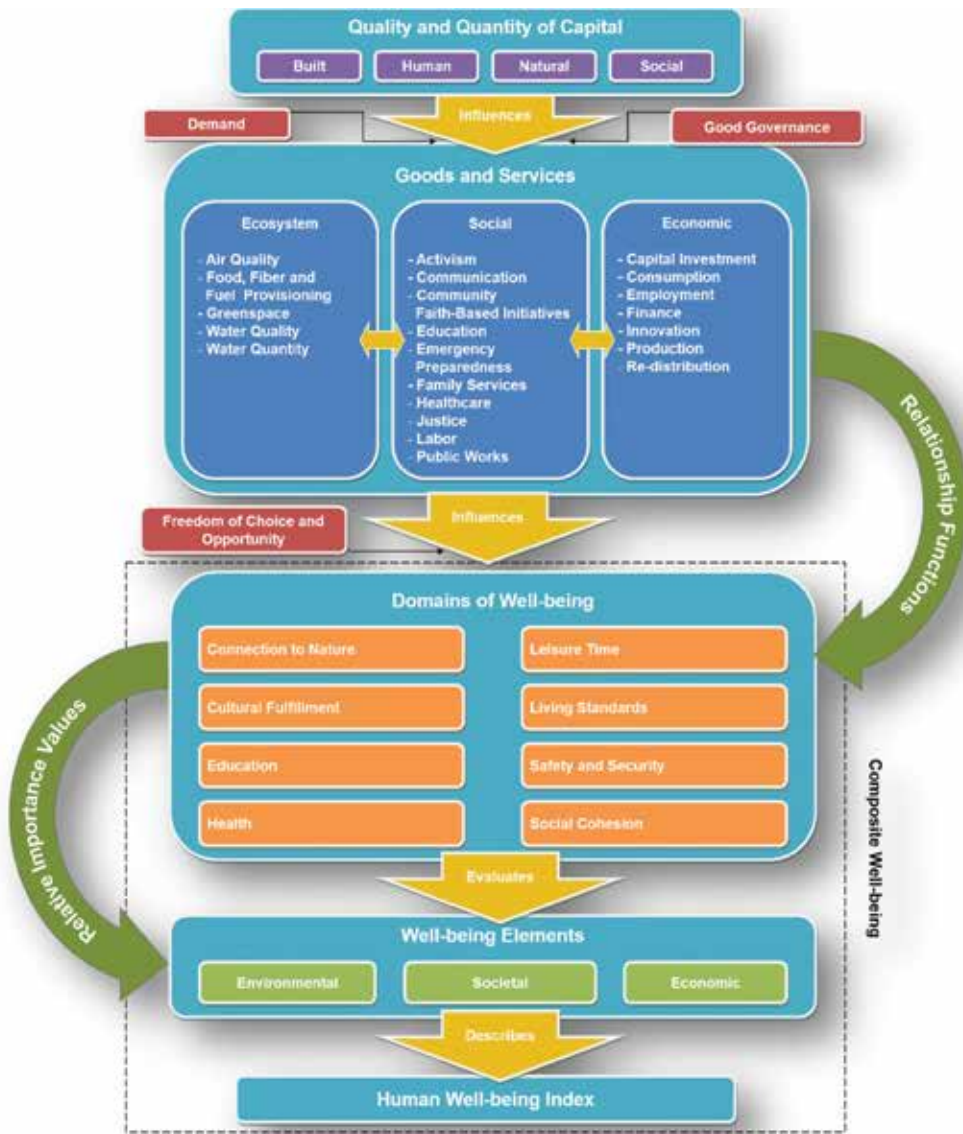 Quality and Quantity of Capital
Built
Human
Natural
Social
Influences
Demand
Good Governance
Goods and Services
Ecosystem
- Air Quality
- Food, Fiber and
Fuel Provisioning
- Greenspace
- Water Quality
- Water Quantity
Social
- Activism
- Communication
- Community
Faith-Based Initiatives
- Education
- Emergency
Preparedness
- Family Services
- Healthcare
- Justice
- Labor
- Public Works
Economic
- Capital Investment
- Consumption
- Employment
- Finance
- Innovation
- Production
- Re-distribution
Relationship Functions
Influences
Freedom of Choice and
Opportunity
Domains of Well-being
Connection to Nature
Leisure Time
Cultural Fulfillment
Living Standards
Education
Safety and Security
Health
Social Cohesion
Relative Importance Values
Composite Well-being
Evaluates
Well-being Elements
Environmental
Societal
Economic
Describes
Human Well-being Index